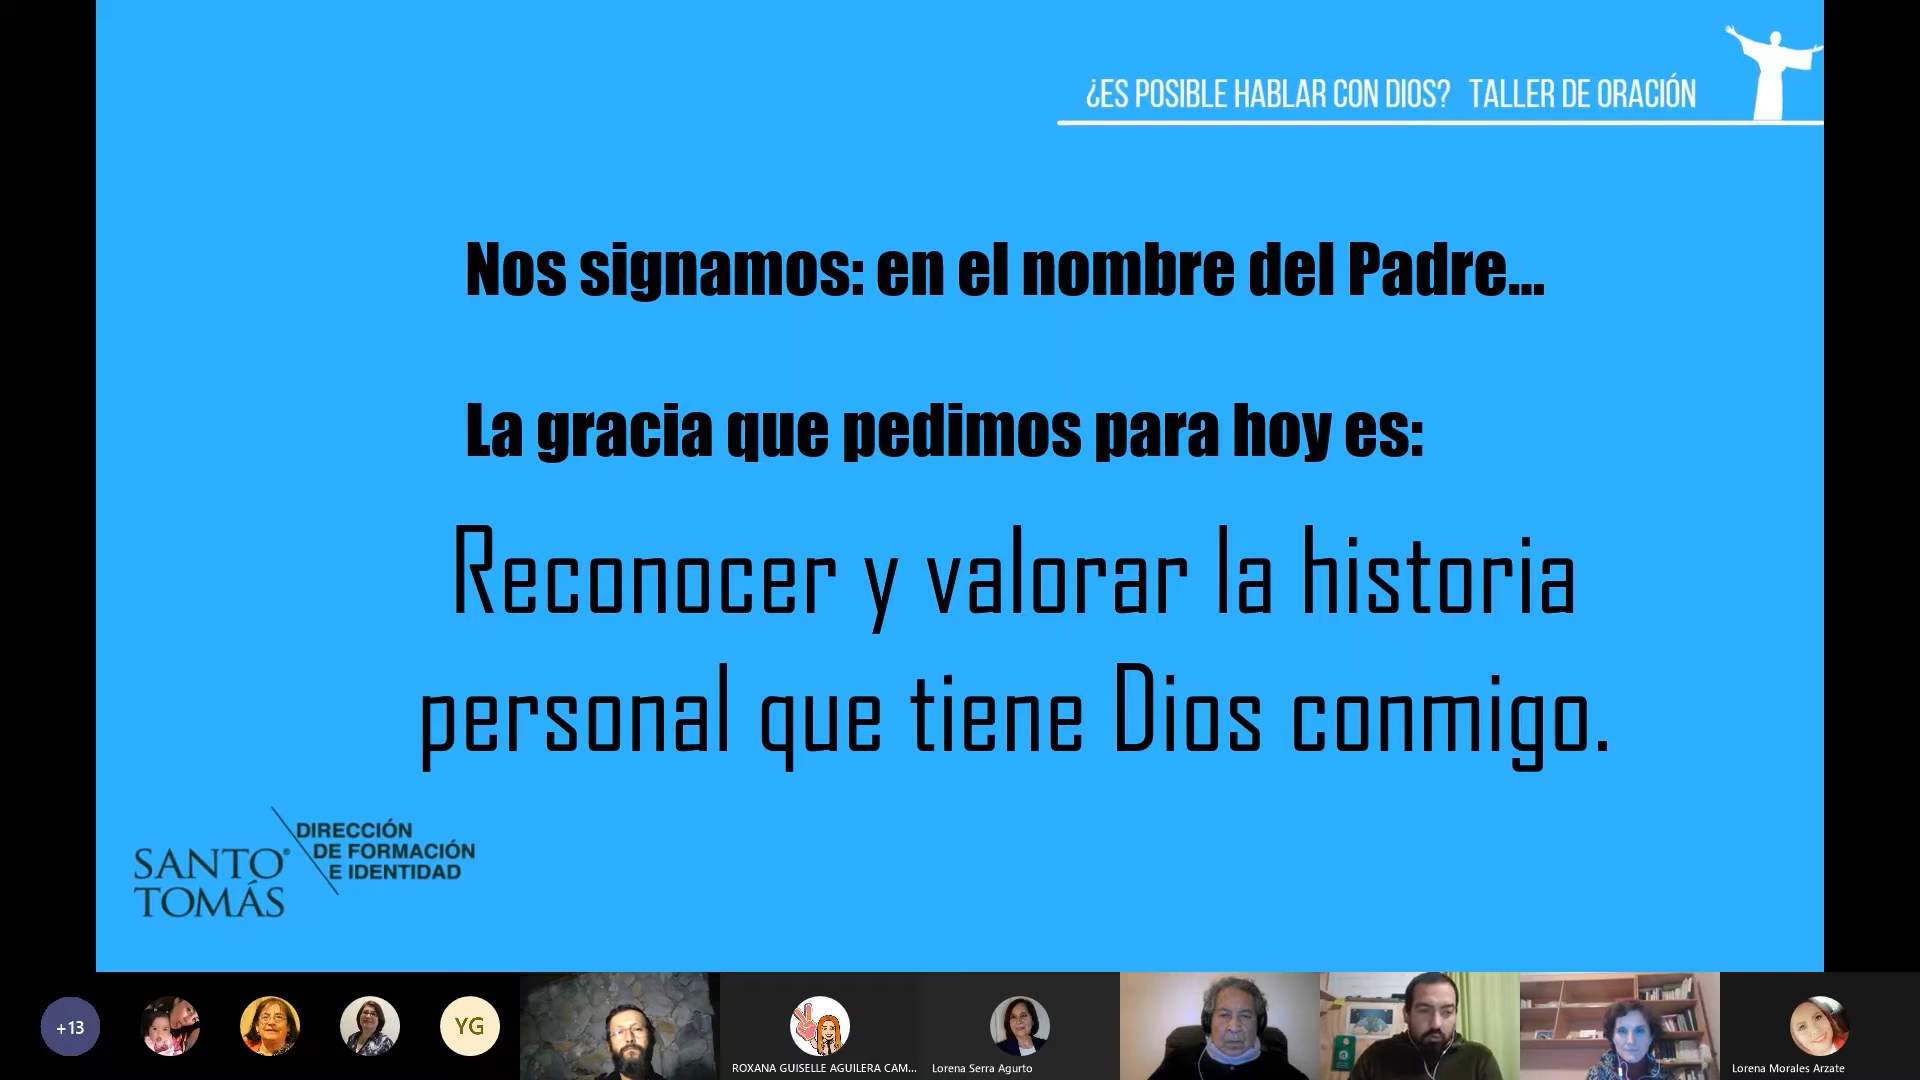 ¿ES POSIBLE HABLAR CON DIOS? TALLER DE ORACIÓN
Nos signamos: en el nombre del Padre...
La gracia que pedimos para hoy es:
Reconocer y valorar la historia
personal que tiene Dios conmigo.
SANTO®
TOMÁS
DIRECCIÓN
DE FORMACIÓN
E IDENTIDAD
+13
YG
ROXANA GUISELLE AGUILERA CAM...
Lorena Serra Agurto
Lorena Morales Arzate